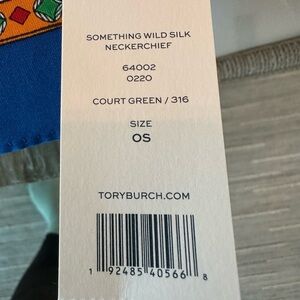 SOMETHING WILD SILK
NECKERCHIEF
64002
0220
COURT GREEN / 316
SIZE
OS
TORYBURCH.COM
1 92485 40566 8